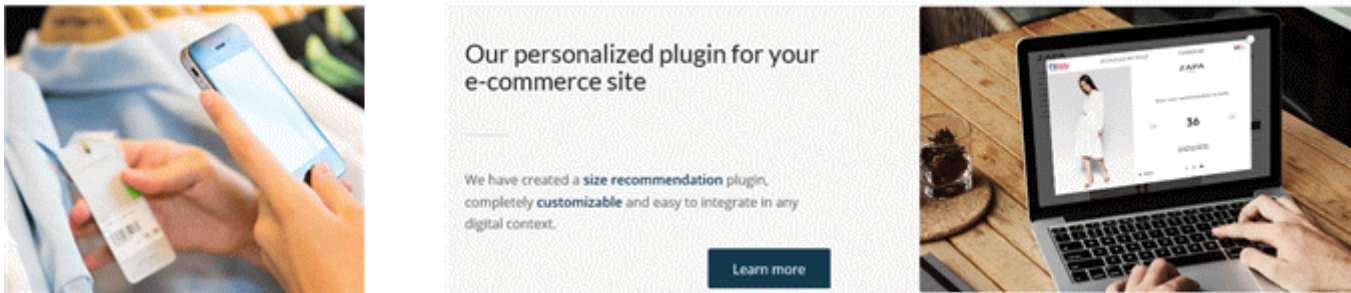 Our personalized plugin for your
e-commerce site
We have created a size recommendation plugin,
completely customizable and easy to integrate in any
digital context.
Learn more
36